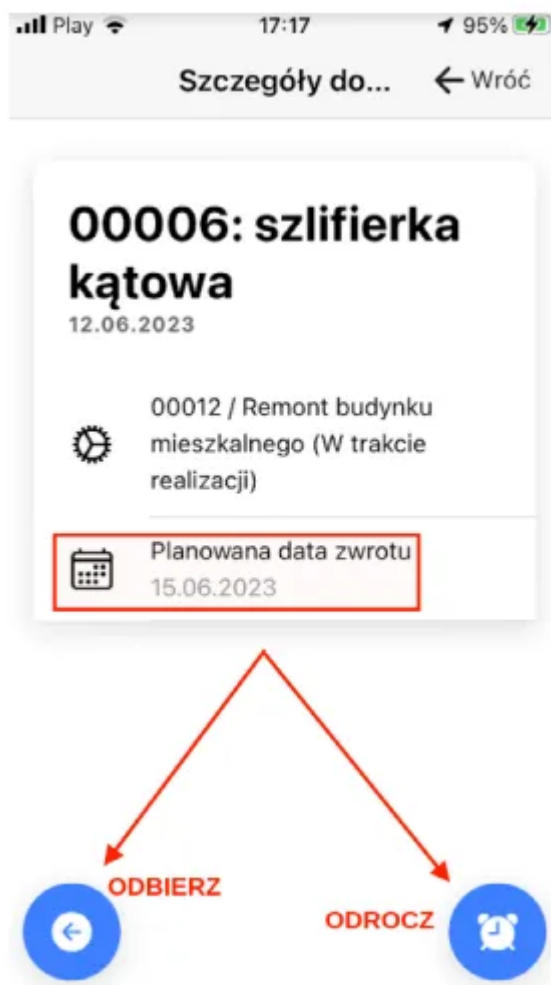 Play 17:17 95%
Szczegóły do... Wróć
00006: szlifierka
kątowa
12.06.2023
00012 / Remont budynku
mieszkalnego (W trakcie
realizacji)
Planowana data zwrotu
15.06.2023
ODBIERZ
ODROCZ